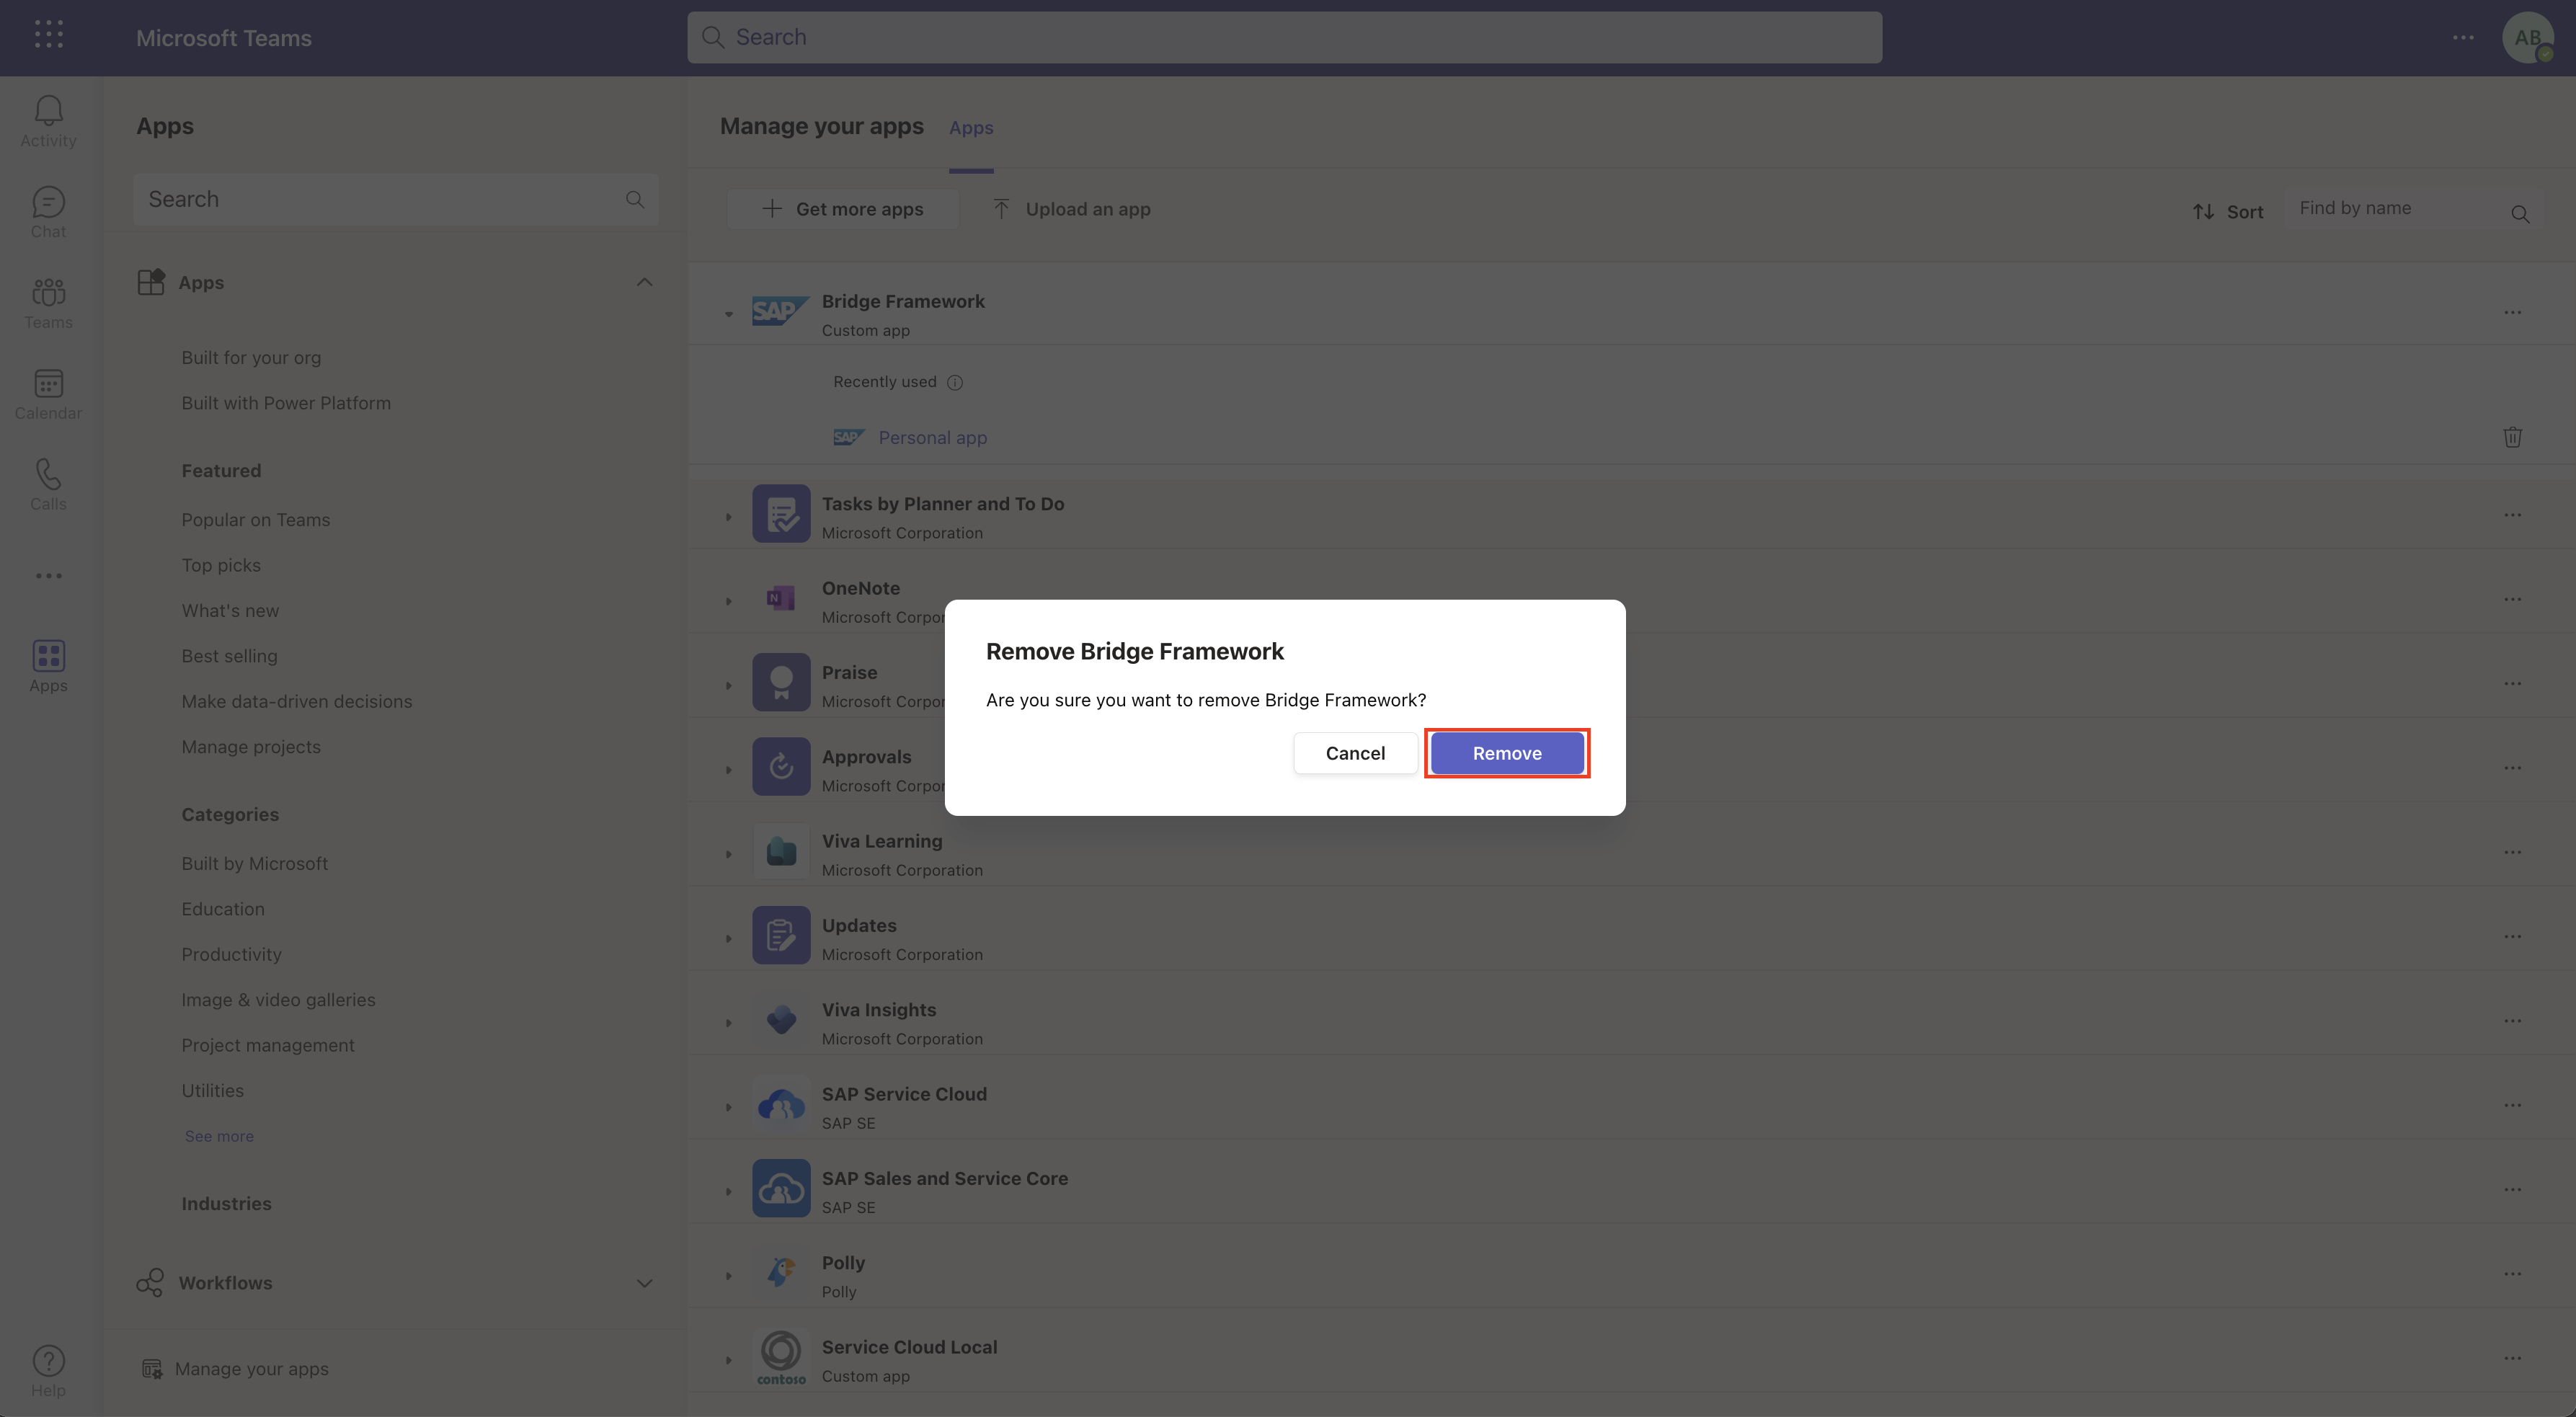 Microsoft Teams
Search
AB
Activity
Chat
Teams
Calendar
Calls
Apps
Help
Apps
Search
Apps
Built for your org
Built with Power Platform
Featured
Popular on Teams
Top picks
What's new
Best selling
Make data-driven decisions
Manage projects
Categories
Built by Microsoft
Education
Productivity
Image & video galleries
Project management
Utilities
See more
Industries
Workflows
Manage your apps
Manage your apps
Apps
Get more apps
Upload an app
Sort
Find by name
SAP
Bridge Framework
Custom app
Recently used
SAP
Personal app
Tasks by Planner and To Do
Microsoft Corporation
N
OneNote
Microsoft Corpor
Praise
Microsoft Corpor
Approvals
Microsoft Corpor
Viva Learning
Microsoft Corporation
Updates
Microsoft Corporation
Viva Insights
Microsoft Corporation
SAP Service Cloud
SAP SE
SAP Sales and Service Core
SAP SE
Polly
Polly
contoso
Service Cloud Local
Custom app
Remove Bridge Framework
Are you sure you want to remove Bridge Framework?
Cancel
Remove